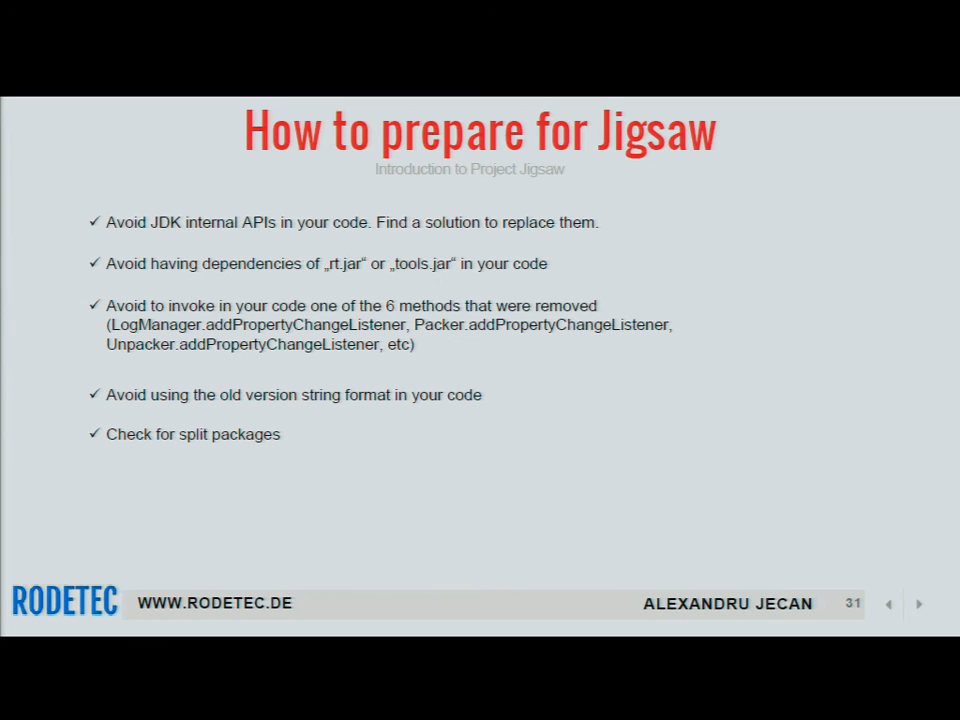 How to prepare for Jigsaw
Introduction to Project Jigsaw
✓ Avoid JDK internal APIs in your code. Find a solution to replace them.
✓ Avoid having dependencies of „rt.jar“ or „tools.jar“ in your code
✓ Avoid to invoke in your code one of the 6 methods that were removed
(LogManager.addPropertyChangeListener, Packer.addPropertyChangeListener,
Unpacker.addPropertyChangeListener, etc)
✓ Avoid using the old version string format in your code
✓ Check for split packages
RODETEC WWW.RODETEC.DE ALEXANDRU JECAN 31